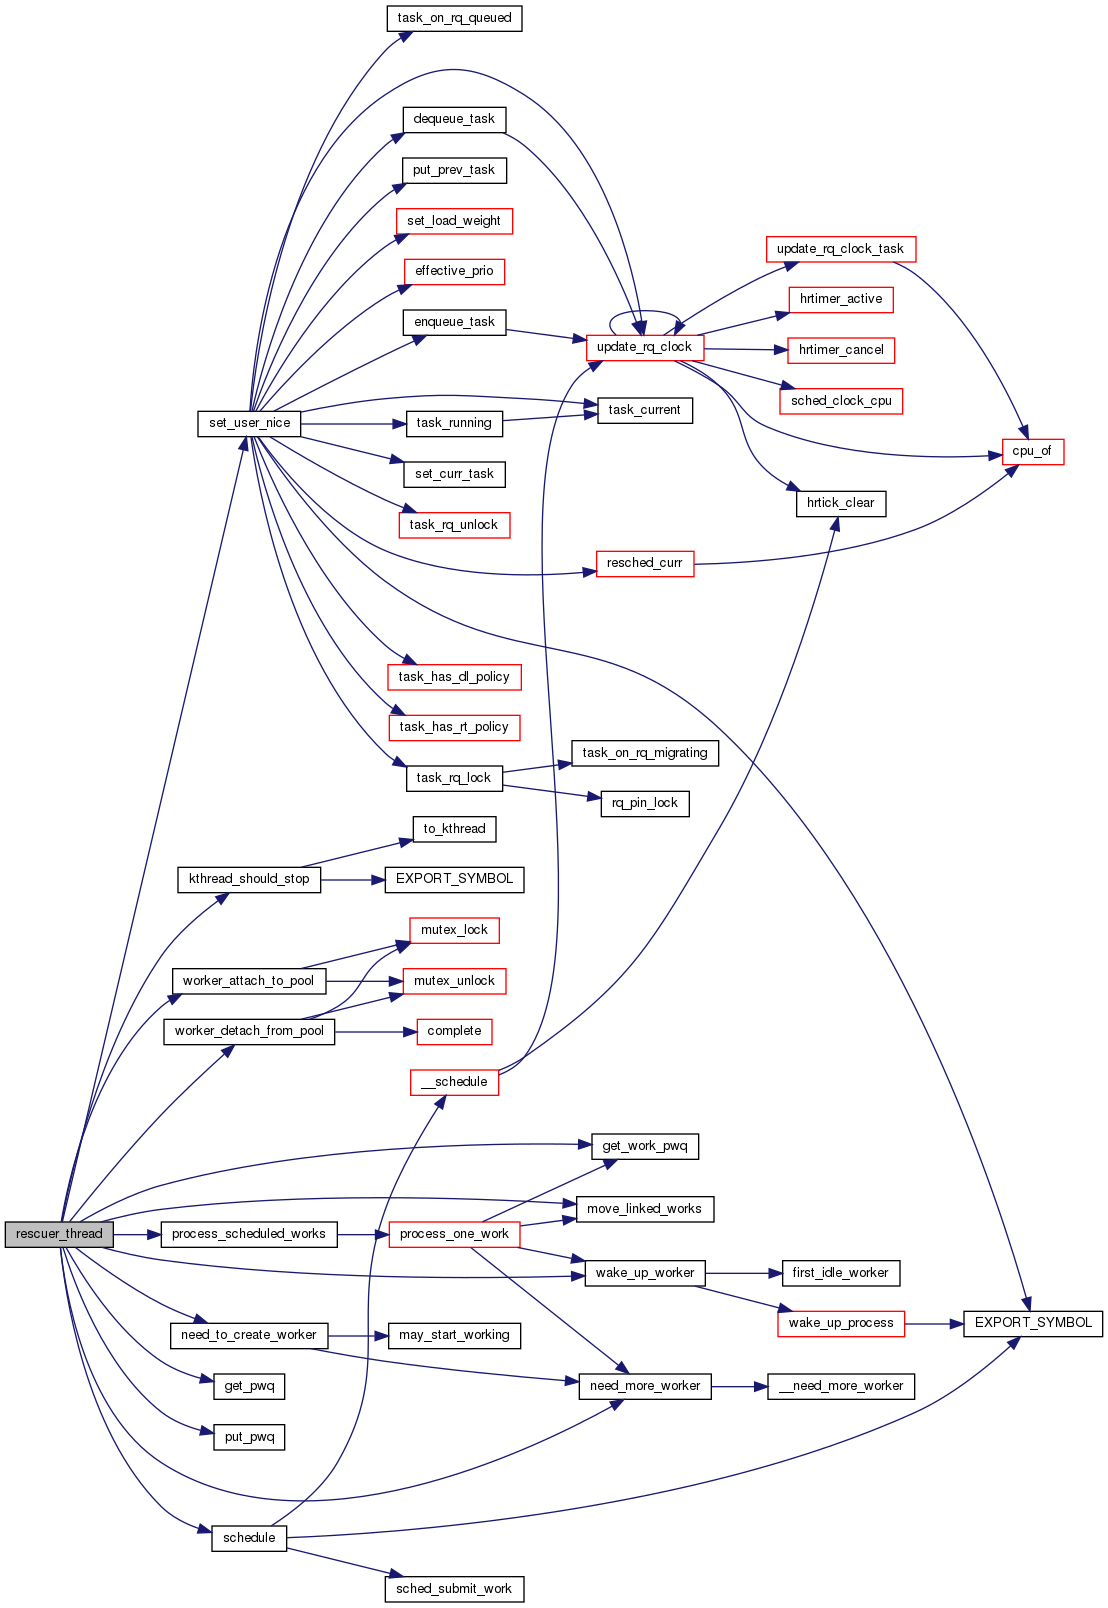 task_on_rq_queued
dequeue_task
put_prev_task
set_load_weight
update_rq_clock_task
effective_prio
hrtimer_active
enqueue_task
update_rq_clock
hrtimer_cancel
sched_clock_cpu
task_current
set_user_nice
task_running
cpu_of
set_curr_task
hrtick_clear
task_rq_unlock
resched_curr
task_has_dl_policy
task_has_rt_policy
task_on_rq_migrating
task_rq_lock
rq_pin_lock
to_kthread
kthread_should_stop
EXPORT_SYMBOL
mutex_lock
worker_attach_to_pool
mutex_unlock
worker_detach_from_pool
complete
__schedule
get_work_pwq
move_linked_works
rescuer_thread
process_scheduled_works
process_one_work
wake_up_worker
first_idle_worker
wake_up_process
EXPORT_SYMBOL
need_to_create_worker
may_start_working
get_pwq
need_more_worker
__need_more_worker
put_pwq
schedule
sched_submit_work